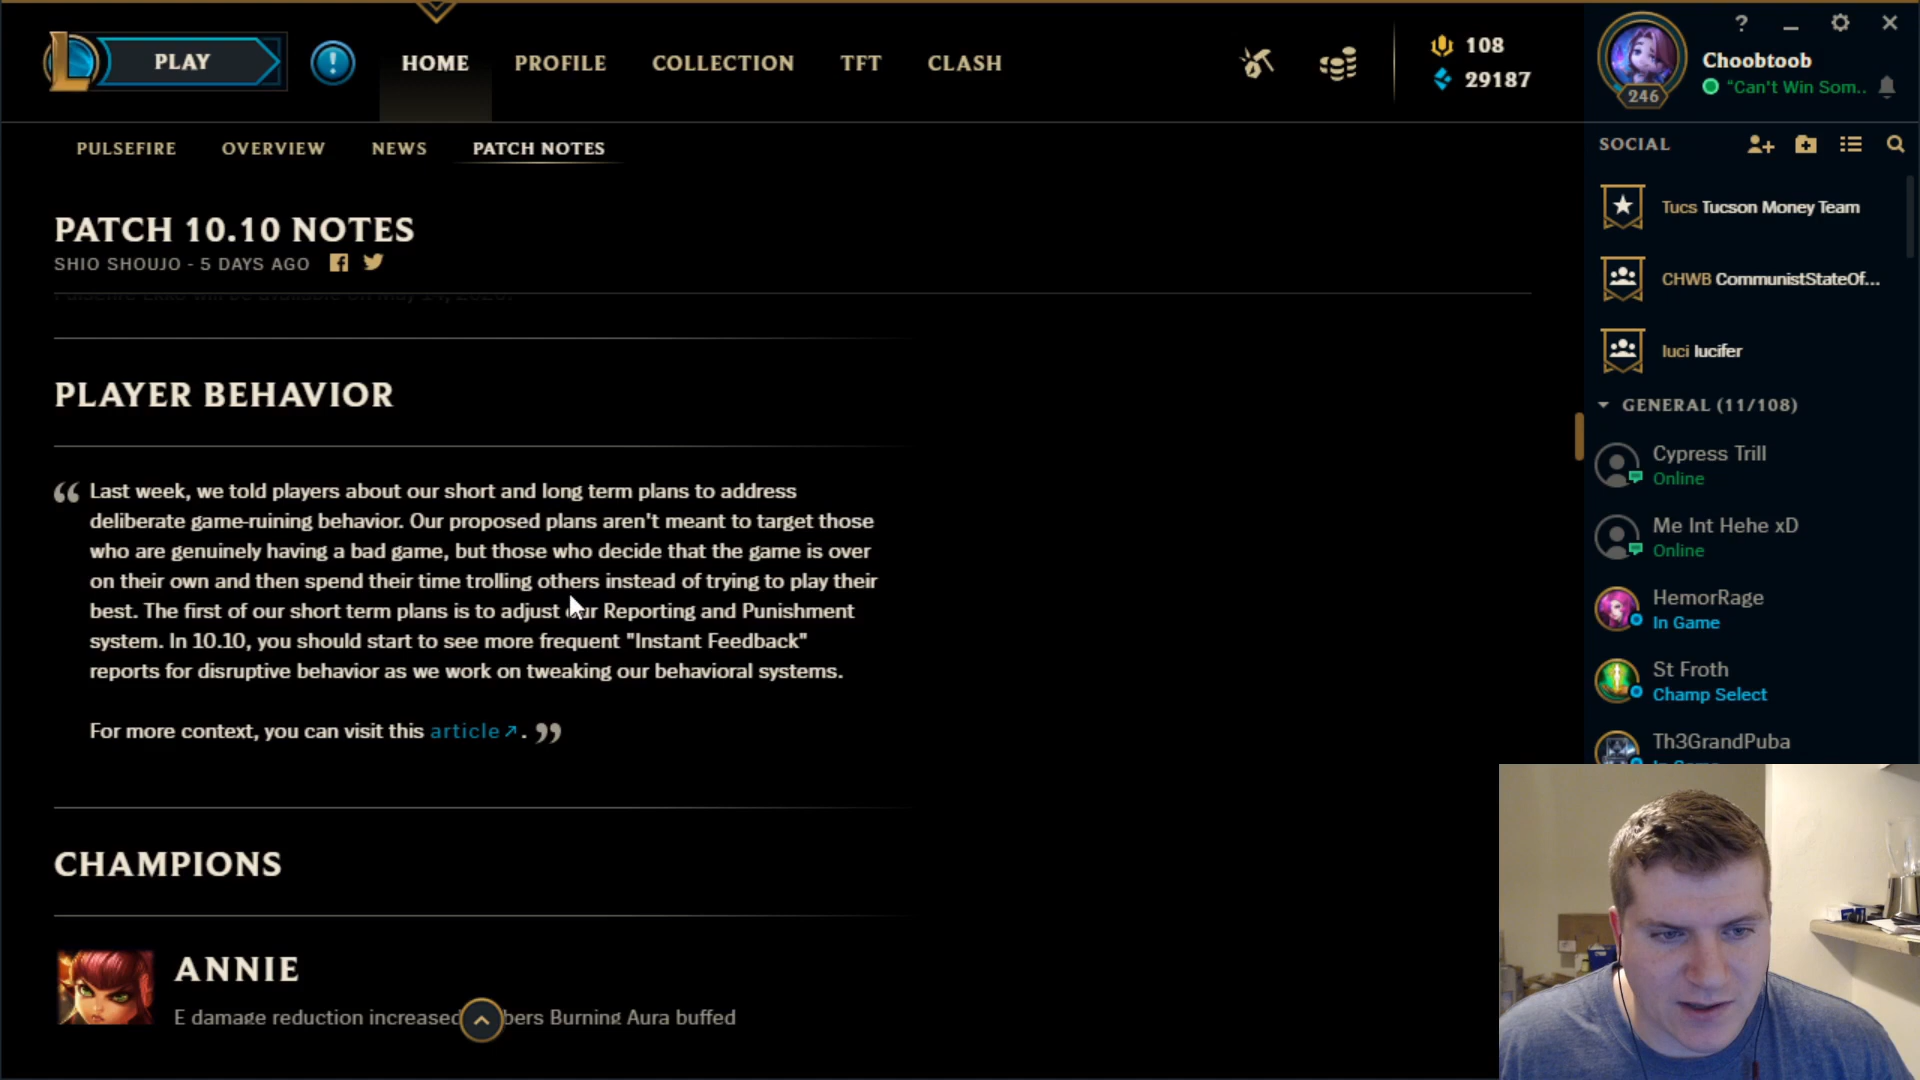 PLAY
HOME
PROFILE
COLLECTION
TFT
CLASH
108
29187
?
246
Choobtoob
"Can't Win Som..
PULSEFIRE
OVERVIEW
NEWS
PATCH NOTES
SOCIAL
PATCH 10.10 NOTES
SHIO SHOUJO - 5 DAYS AGO
PLAYER BEHAVIOR
Last week, we told players about our short and long term plans to address
deliberate game-ruining behavior. Our proposed plans aren't meant to target those
who are genuinely having a bad game, but those who decide that the game is over
on their own and then spend their time trolling others instead of trying to play their
best. The first of our short term plans is to adjust our Reporting and Punishment
system. In 10.10, you should start to see more frequent "Instant Feedback"
reports for disruptive behavior as we work on tweaking our behavioral systems.
For more context, you can visit this article ↗.
CHAMPIONS
ANNIE
E damage reduction increased bers Burning Aura buffed
Tucs Tucson Money Team
CHWB CommunistStateOf...
luci lucifer
GENERAL (11/108)
Cypress Trill
Online
Me Int Hehe xD
Online
HemorRage
In Game
St Froth
Champ Select
Th3GrandPuba